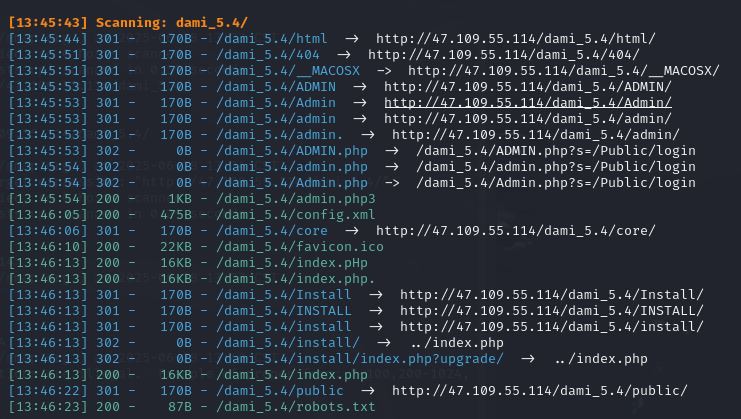 [13:45:43] Scanning: dami_5.4/
[13:45:44] 301 - 170B - /dami_5.4/html -> http://47.109.55.114/dami_5.4/html/
[13:45:51] 301 - 170B - /dami_5.4/404 -> http://47.109.55.114/dami_5.4/404/
[13:45:51] 301 - 170B - /dami_5.4/__MACOSX -> http://47.109.55.114/dami_5.4/__MACOSX/
[13:45:53] 301 - 170B - /dami_5.4/ADMIN -> http://47.109.55.114/dami_5.4/ADMIN/
[13:45:53] 301 - 170B - /dami_5.4/Admin -> http://47.109.55.114/dami_5.4/Admin/
[13:45:53] 301 - 170B - /dami_5.4/admin -> http://47.109.55.114/dami_5.4/admin/
[13:45:53] 301 - 170B - /dami_5.4/admin. -> http://47.109.55.114/dami_5.4/admin/
[13:45:53] 302 - 0B - /dami_5.4/ADMIN.php -> /dami_5.4/ADMIN.php?s=/Public/login
[13:45:54] 302 - 0B - /dami_5.4/admin.php -> /dami_5.4/admin.php?s=/Public/login
[13:45:54] 302 - 0B - /dami_5.4/Admin.php -> /dami_5.4/Admin.php?s=/Public/login
[13:45:54] 200 - 1KB - /dami_5.4/admin.php3
[13:46:05] 200 - 475B - /dami_5.4/config.xml
[13:46:06] 301 - 170B - /dami_5.4/core -> http://47.109.55.114/dami_5.4/core/
[13:46:10] 200 - 22KB - /dami_5.4/favicon.ico
[13:46:13] 200 - 16KB - /dami_5.4/index.pHp
[13:46:13] 200 - 16KB - /dami_5.4/index.php.
[13:46:13] 301 - 170B - /dami_5.4/Install -> http://47.109.55.114/dami_5.4/Install/
[13:46:13] 301 - 170B - /dami_5.4/INSTALL -> http://47.109.55.114/dami_5.4/INSTALL/
[13:46:13] 301 - 170B - /dami_5.4/install -> http://47.109.55.114/dami_5.4/install/
[13:46:13] 302 - 0B - /dami_5.4/install/ -> ../index.php
[13:46:13] 302 - 0B - /dami_5.4/install/index.php?upgrade/ -> ../index.php
[13:46:13] 200 - 16KB - /dami_5.4/index.php
[13:46:22] 301 - 170B - /dami_5.4/public -> http://47.109.55.114/dami_5.4/public/
[13:46:23] 200 - 87B - /dami_5.4/robots.txt